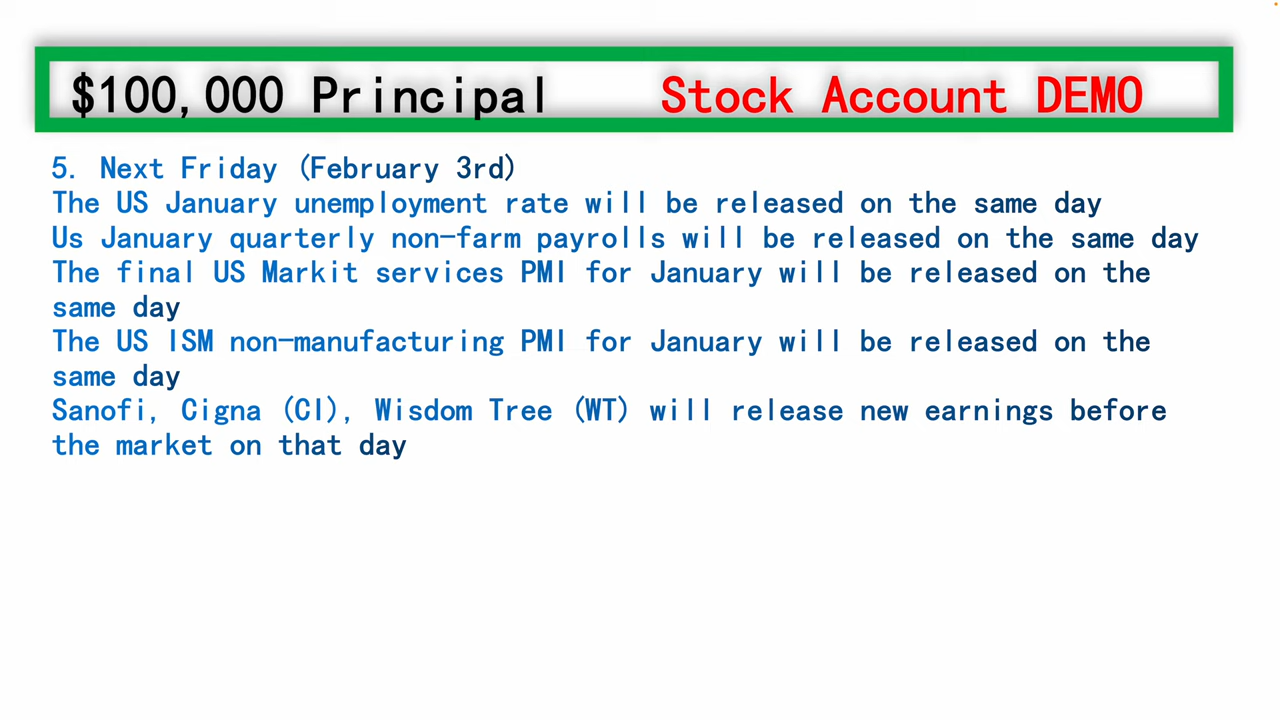 $100,000 Principal Stock Account DEMO
5. Next Friday (February 3rd)
The US January unemployment rate will be released on the same day
Us January quarterly non-farm payrolls will be released on the same day
The final US Markit services PMI for January will be released on the
same day
The US ISM non-manufacturing PMI for January will be released on the
same day
Sanofi, Cigna (CI), Wisdom Tree (WT) will release new earnings before
the market on that day